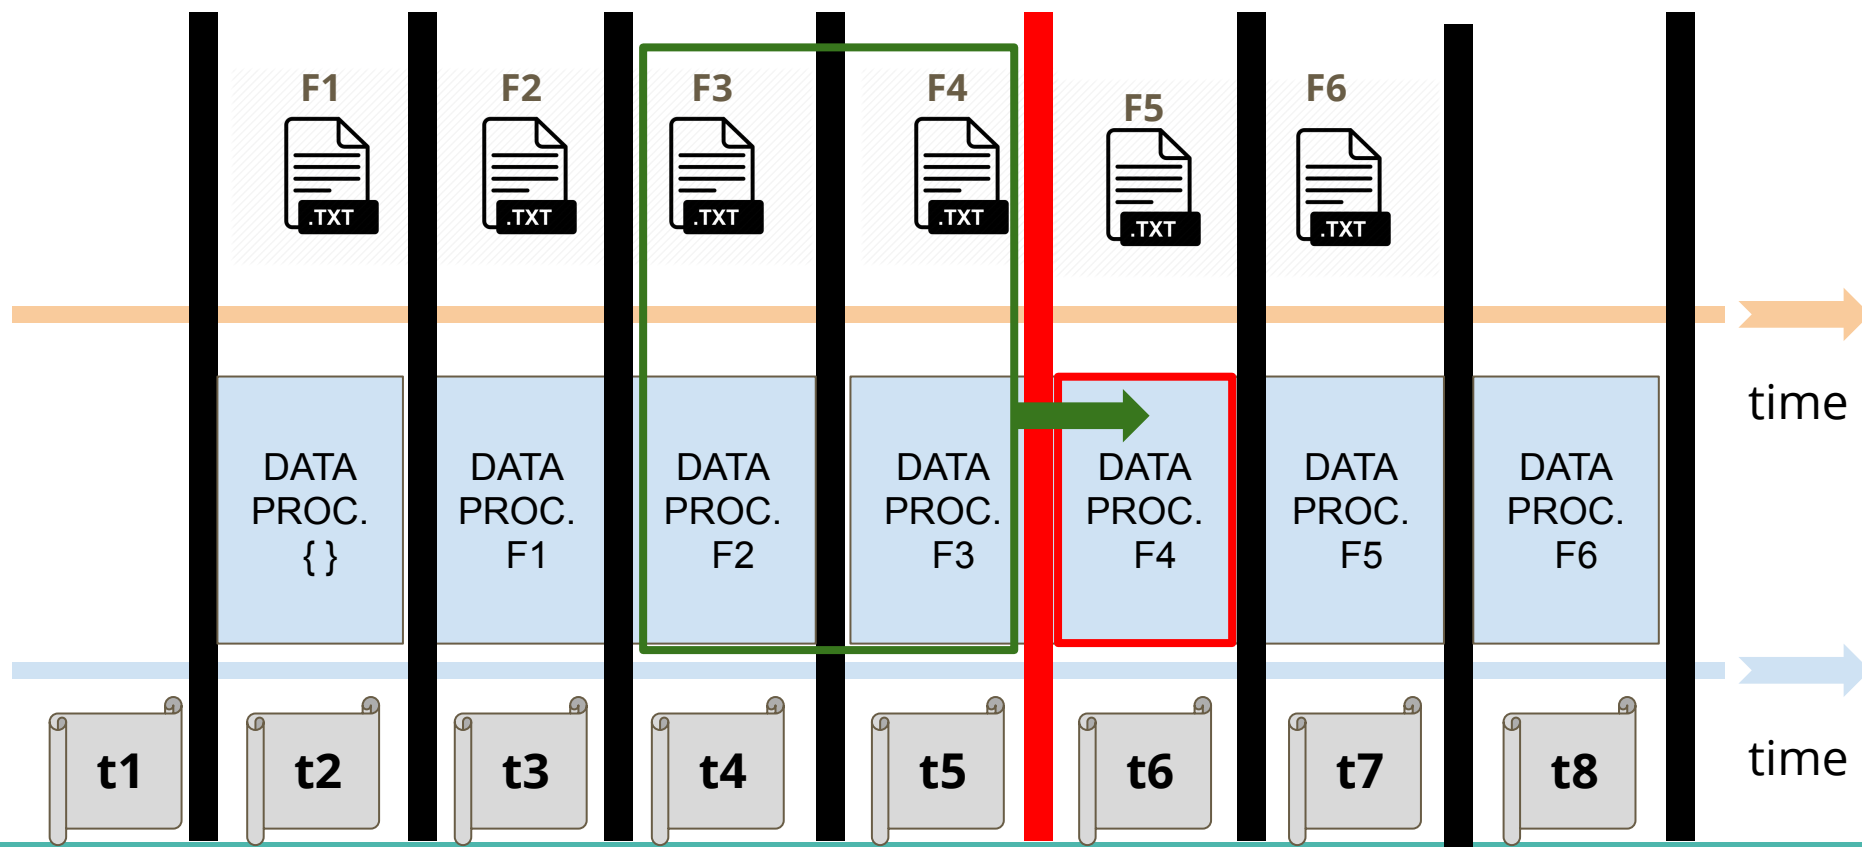 F1
F2
F3
F4
F5
F6
.TXT
.TXT
.TXT
.TXT
.TXT
.TXT
time
DATA
PROC.
{ }
DATA
PROC.
F1
DATA
PROC.
F2
DATA
PROC.
F3
DATA
PROC.
F4
DATA
PROC.
F5
DATA
PROC.
F6
t1
t2
t3
t4
t5
t6
t7
t8
time